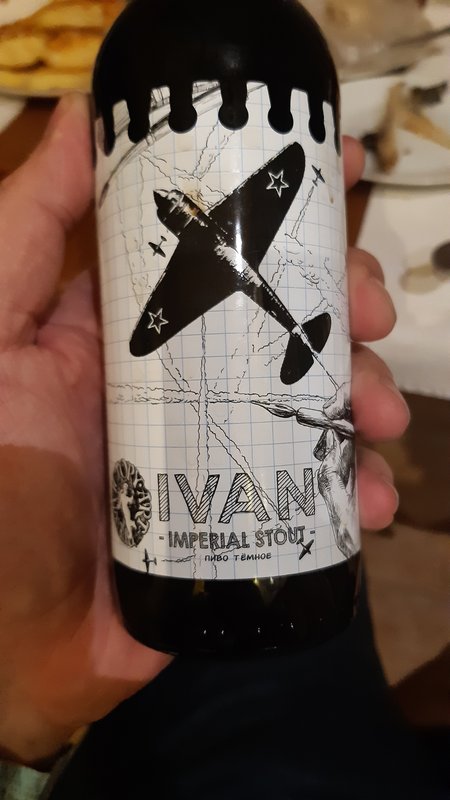 IVAN
- IMPERIAL STOUT -
ПИВО ТЁМНОЕ